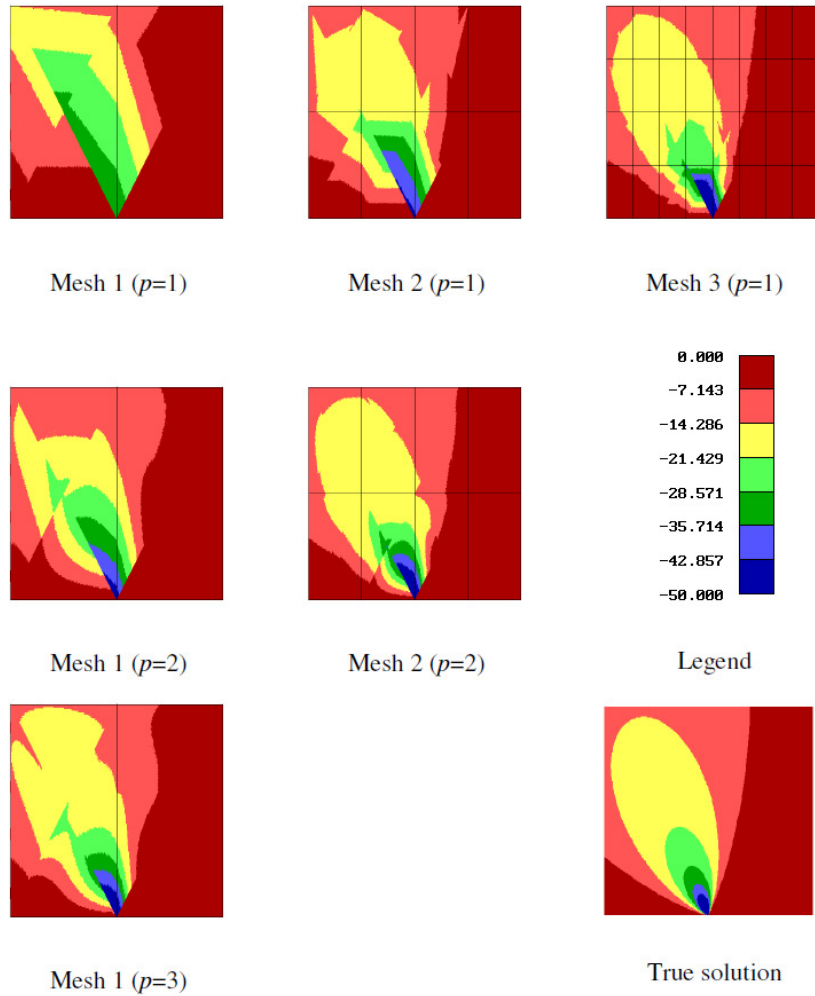 Mesh 1 (p=1)
Mesh 2 (p=1)
Mesh 3 (p=1)
0.000
-7.143
-14.286
-21.429
-28.571
-35.714
-42.857
-50.000
Mesh 1 (p=2)
Mesh 2 (p=2)
Legend
Mesh 1 (p=3)
True solution